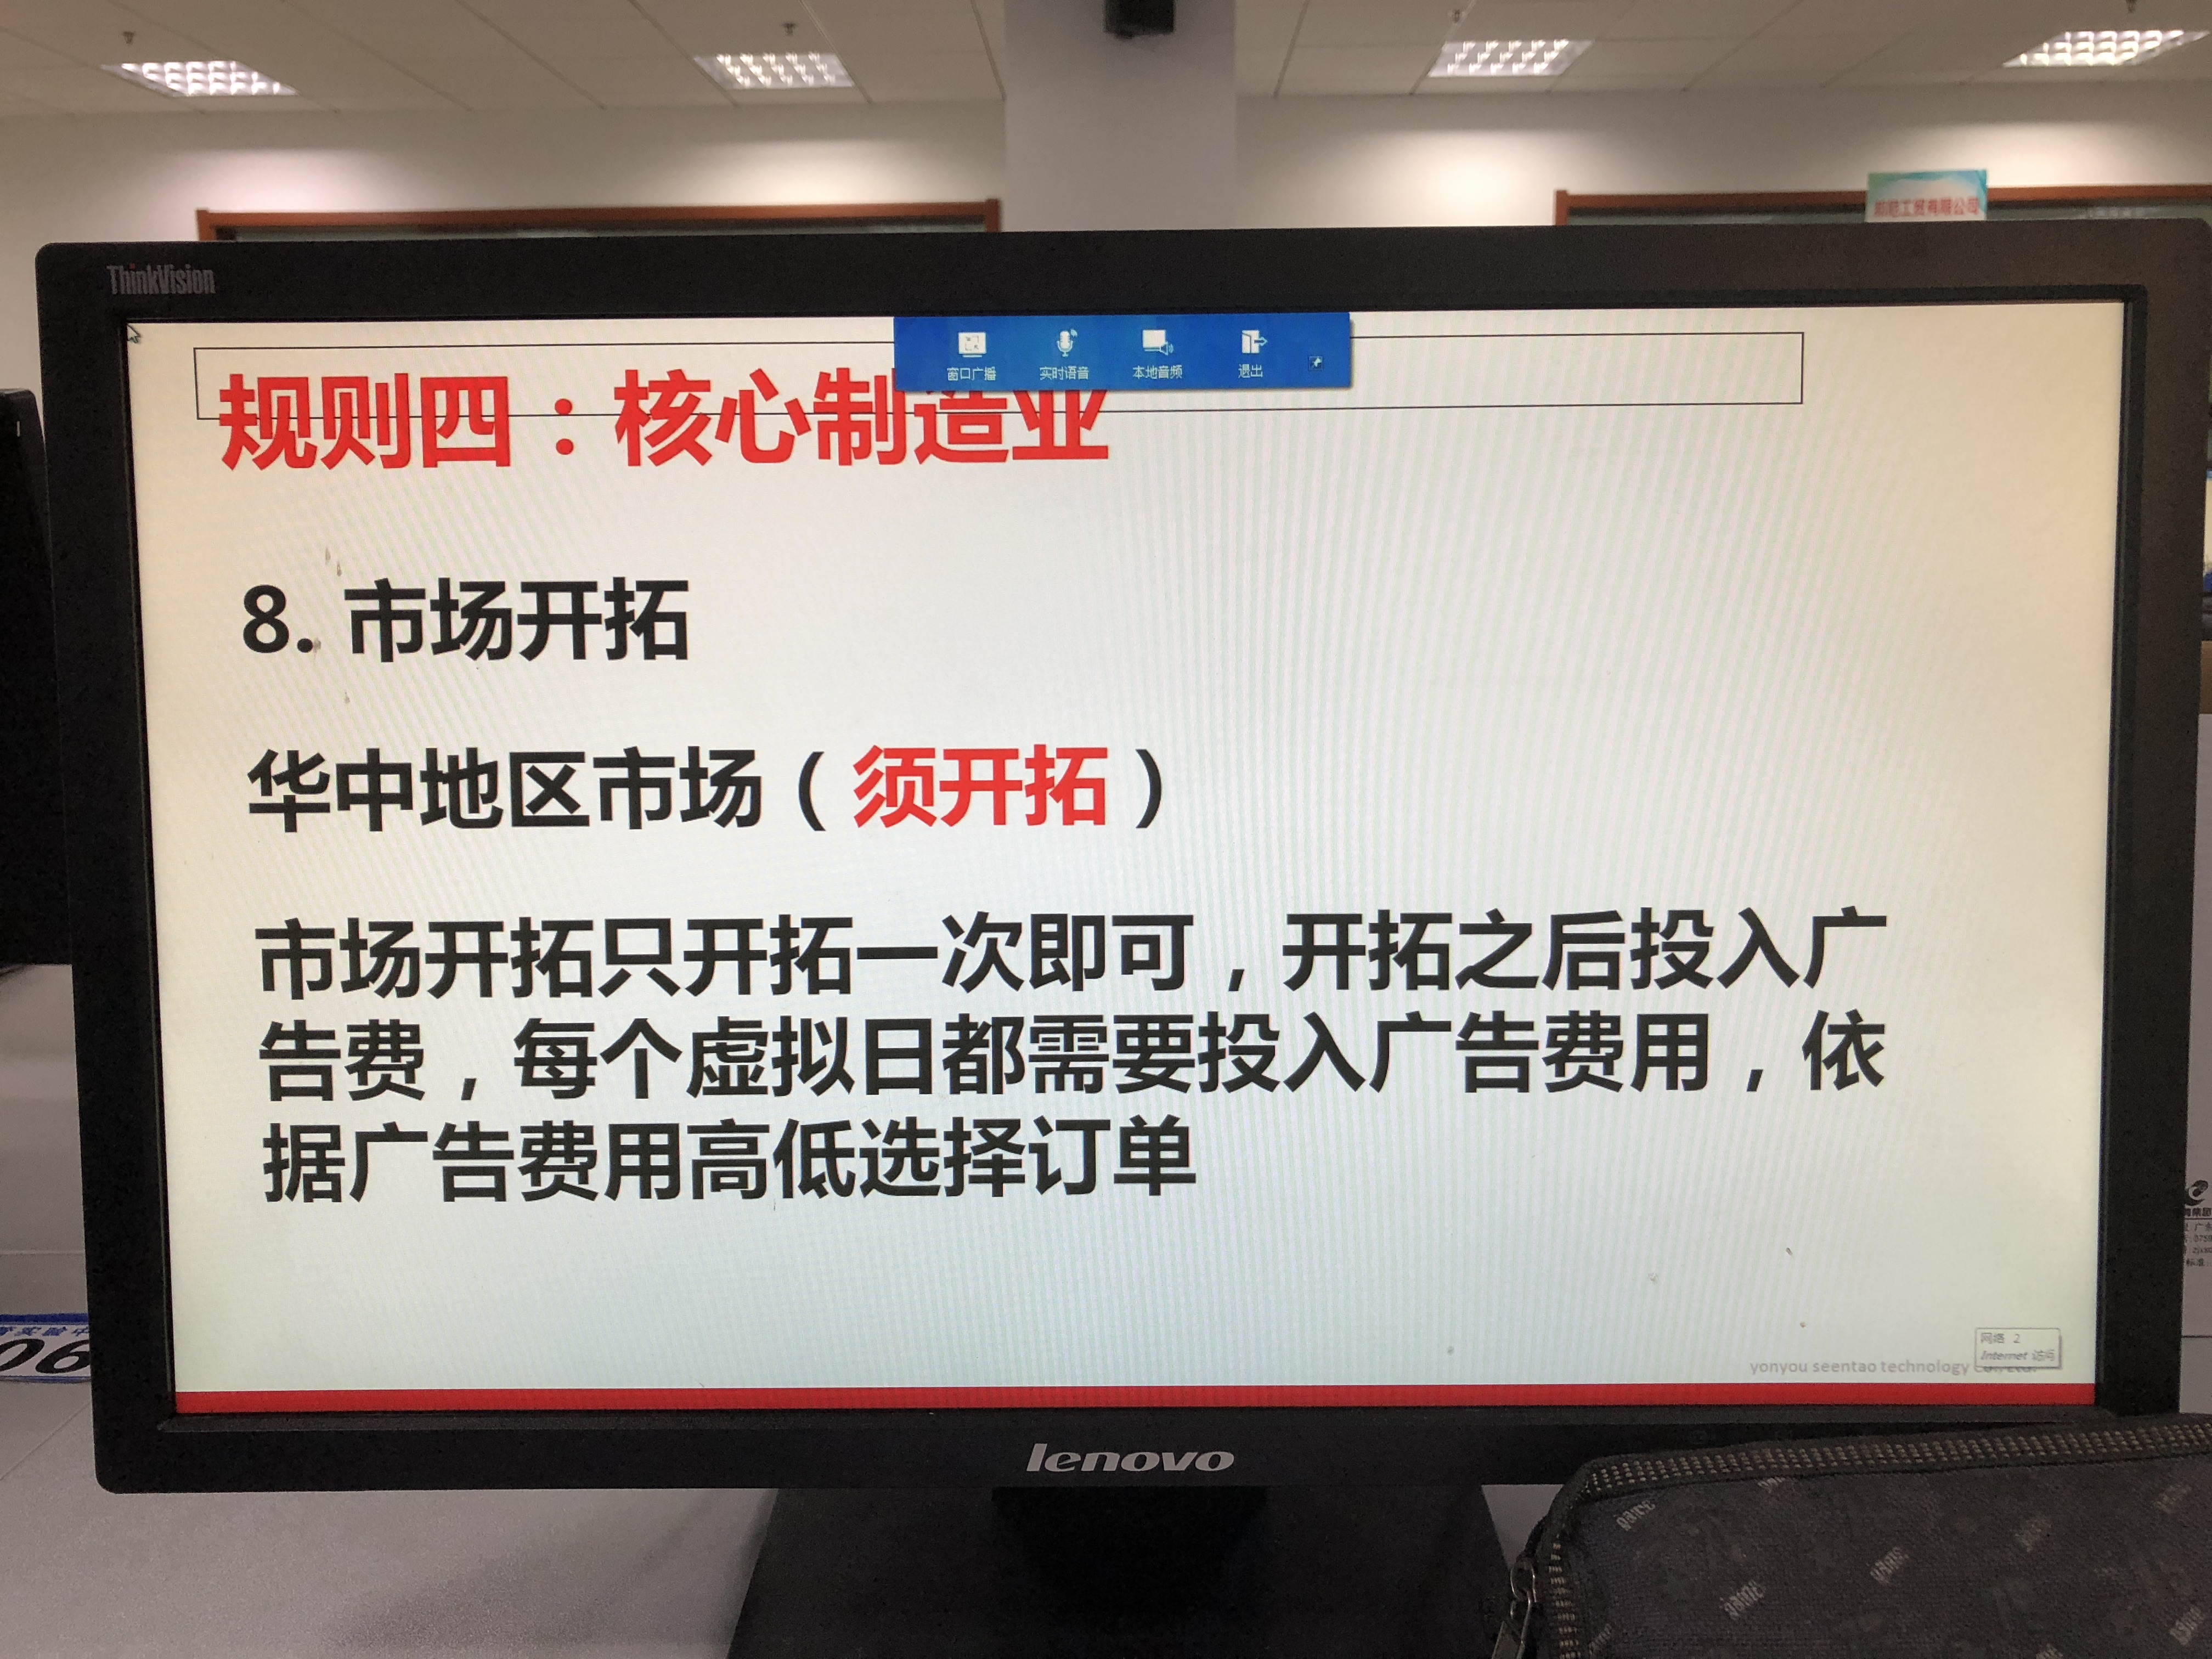 ThinkVision
窗口广播 实时语音 本地音频 退出
规则四：核心制造业
8. 市场开拓
华中地区市场（须开拓）
市场开拓只开拓一次即可，开拓之后投入广
告费，每个虚拟日都需要投入广告费用，依
据广告费用高低选择订单
网络 2
Internet 访问
yonyou seentao technology
lenovo
06
game
game
game